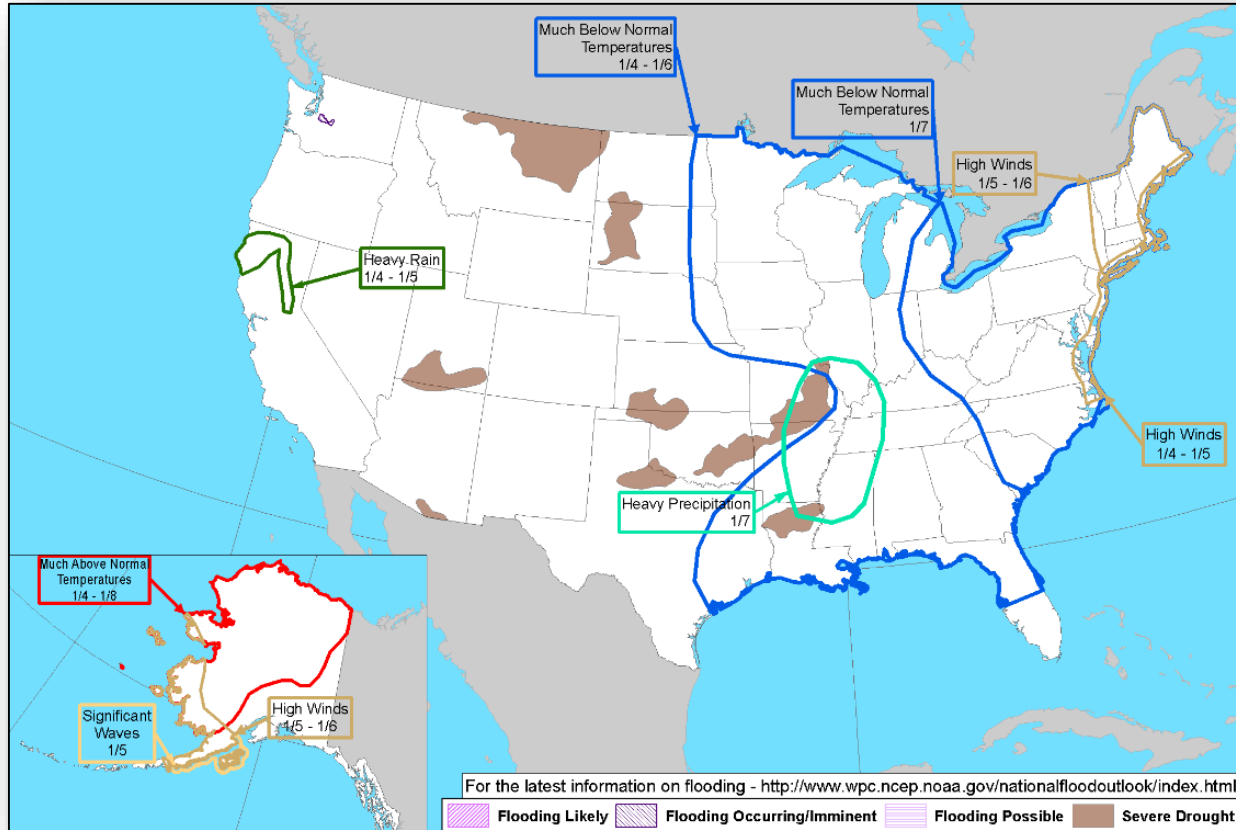 Much Below Normal
Temperatures
1/4 - 1/6
Much Below Normal
Temperatures
1/7
High Winds
1/5 - 1/6
Heavy Rain
1/4 - 1/5
High Winds
1/4 - 1/5
Heavy Precipitation
1/7
Much Above Normal
Temperatures
1/4 - 1/8
High Winds
1/5 - 1/6
Significant
Waves
1/5
For the latest information on flooding - http://www.wpc.ncep.noaa.gov/nationalfloodoutlook/index.html
Flooding Likely Flooding Occurring/Imminent Flooding Possible Severe Drought